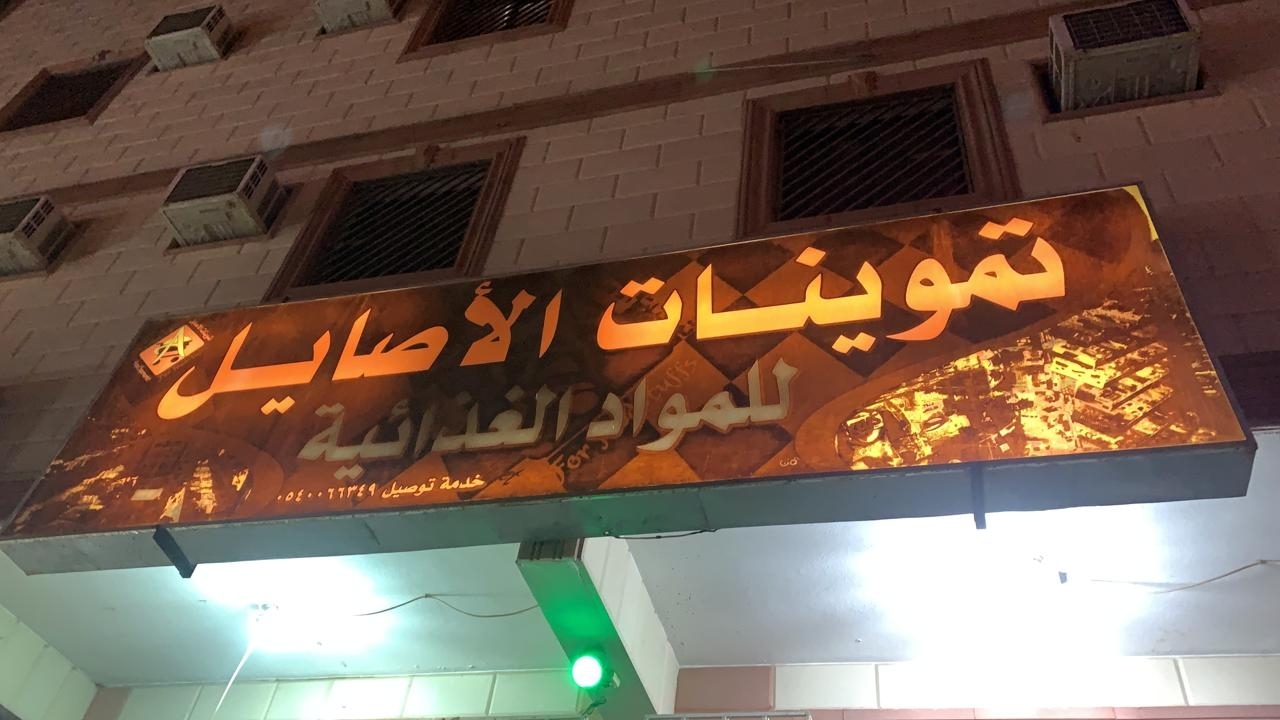 تموينات الأصايل
للمواد الغذائية
خدمة توصيل ٠٥٤٠٠٦٦٣٤٩